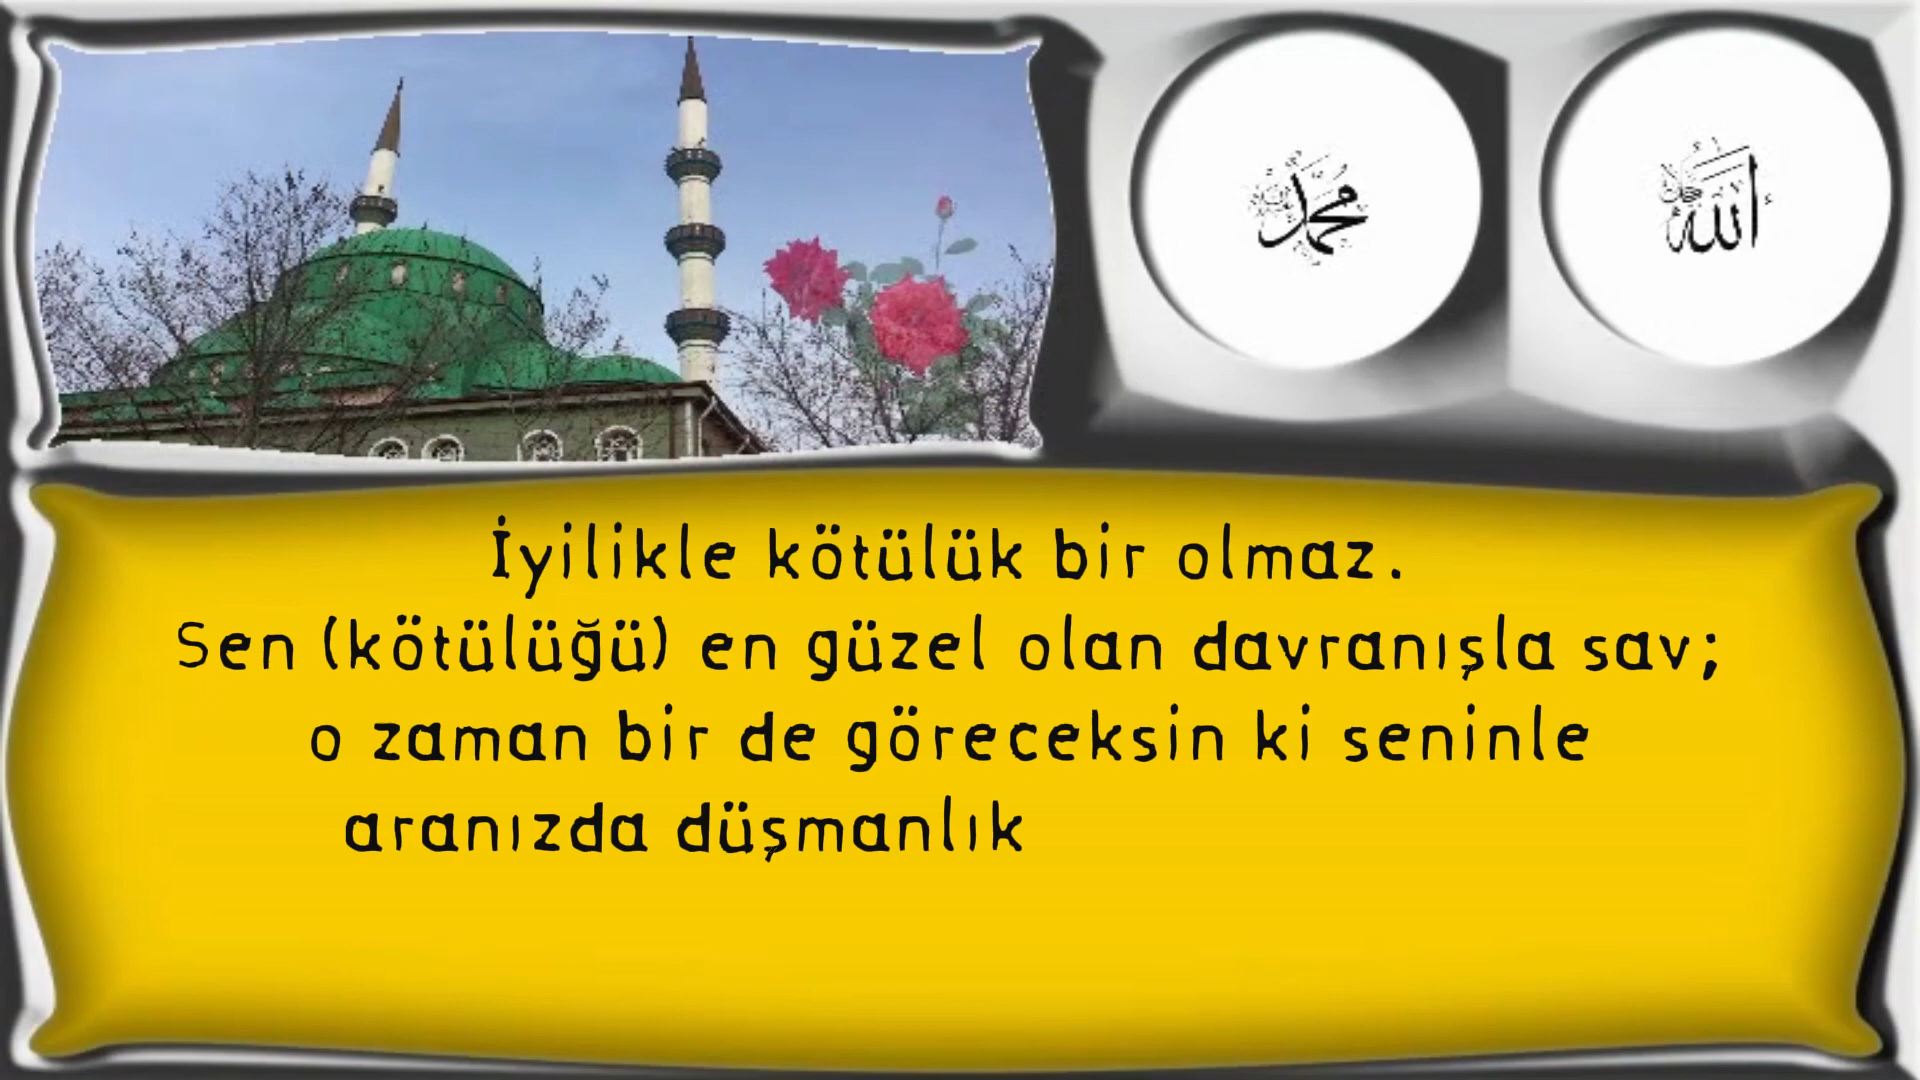 محمد
الله
İyilikle kötülük bir olmaz.
Sen (kötülüğü) en güzel olan davranışla sav;
o zaman bir de göreceksin ki seninle
aranızda düşmanlık